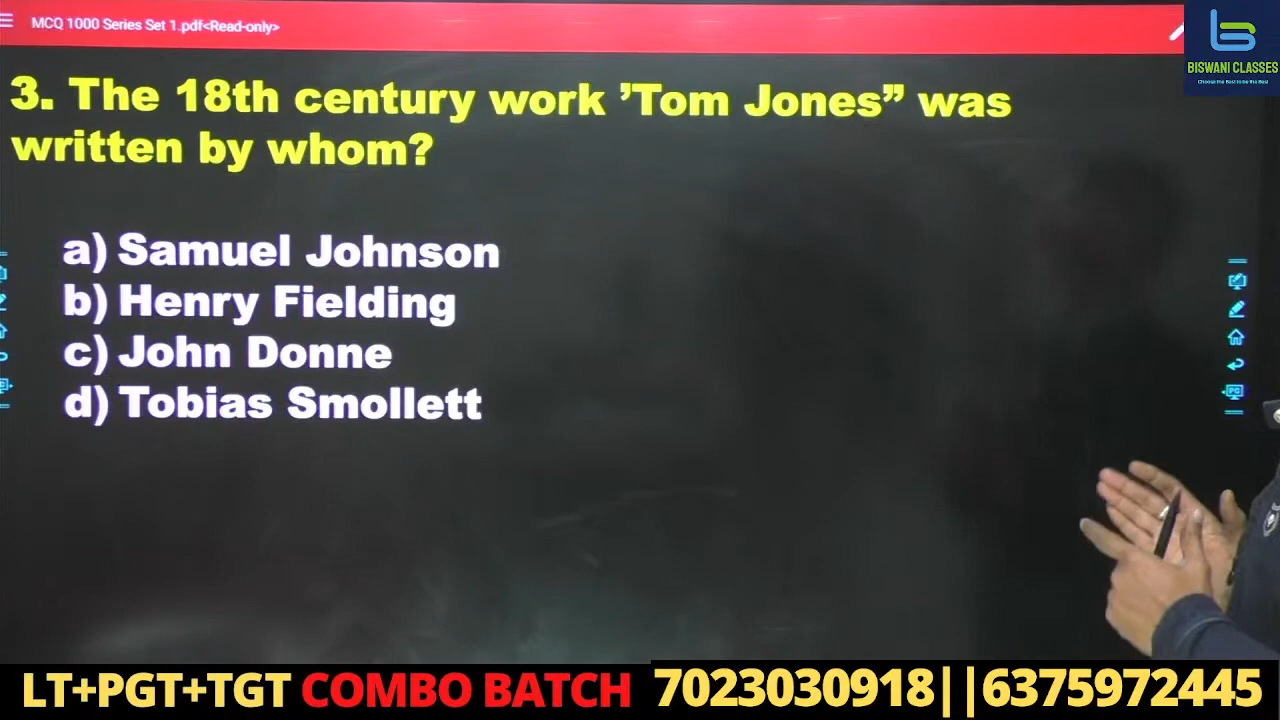 MCQ 1000 Series Set 1.pdf<Read-only>
BISWANI CLASSES
3. The 18th century work ’Tom Jones” was
written by whom?
a) Samuel Johnson
b) Henry Fielding
c) John Donne
d) Tobias Smollett
PC
LT+PGT+TGT COMBO BATCH 7023030918||6375972445